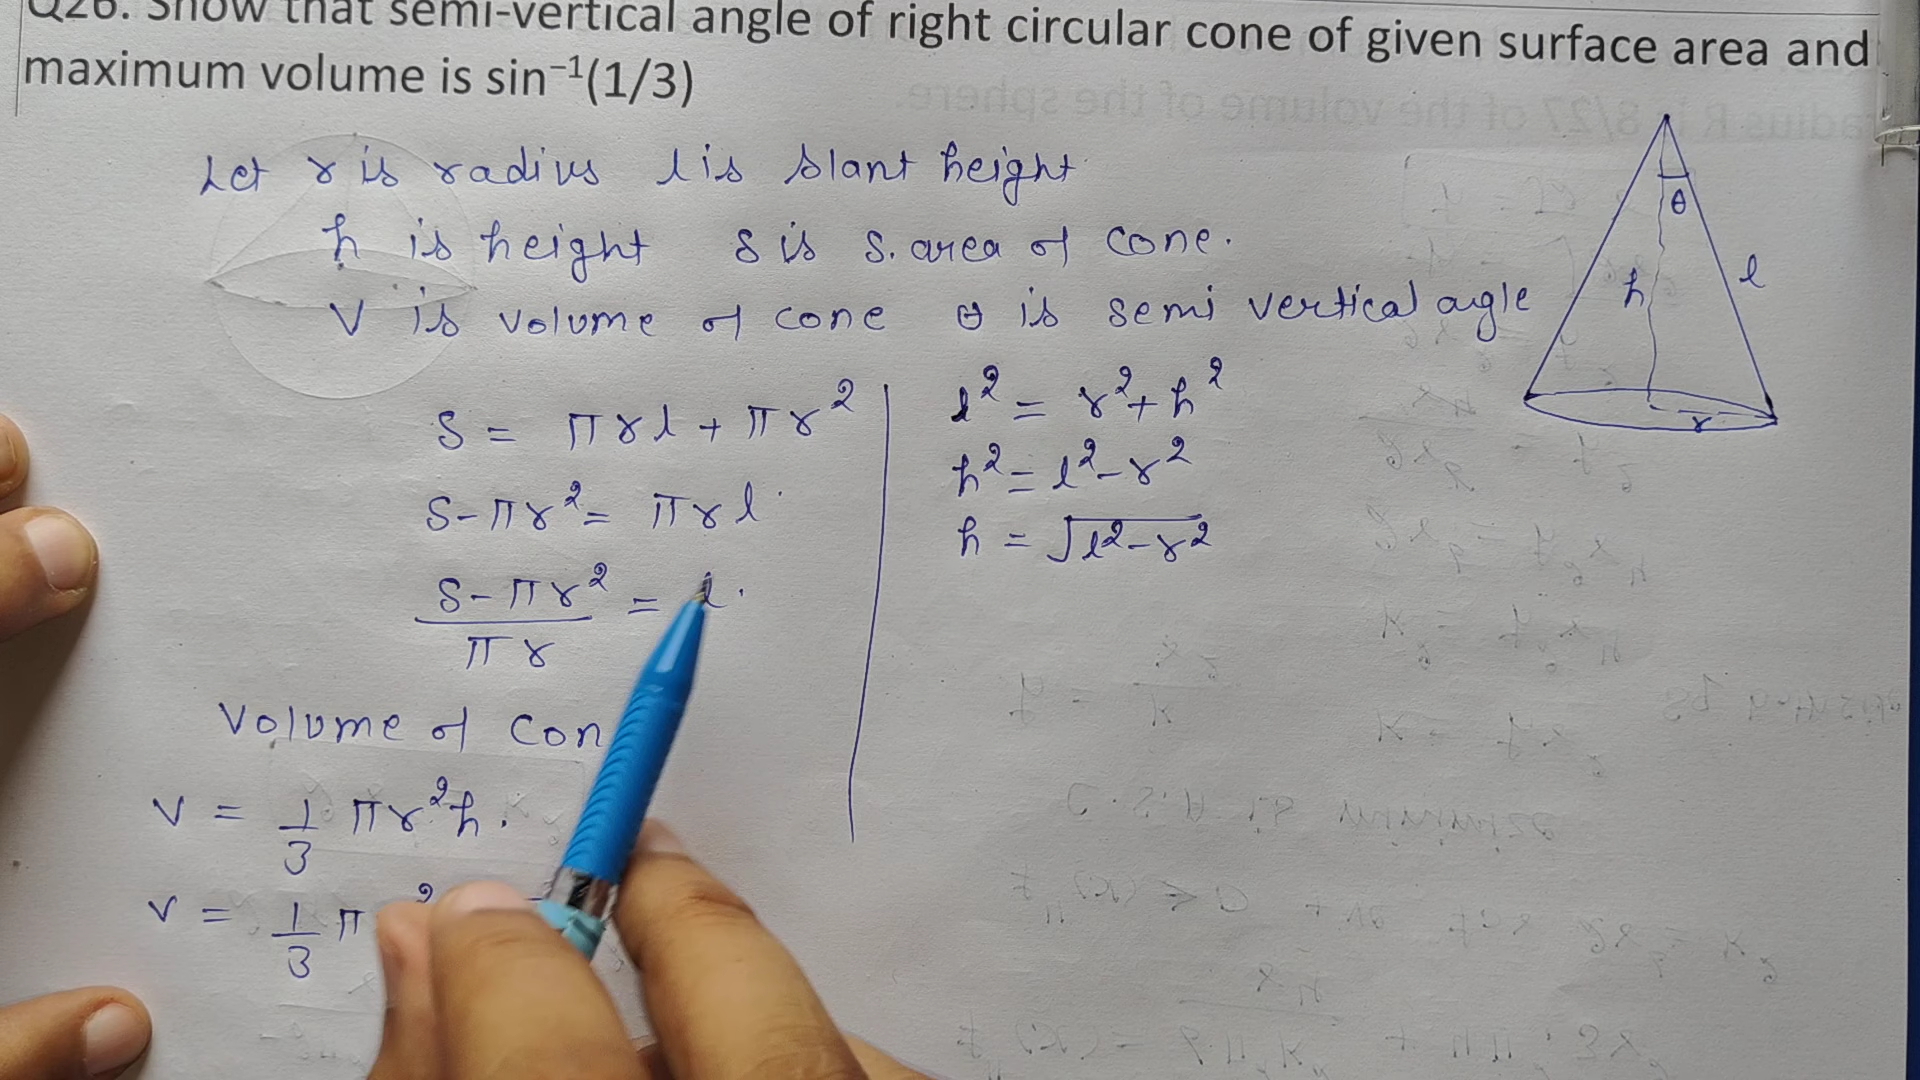 Q26. Show that semi-vertical angle of right circular cone of given surface area and
maximum volume is sin⁻¹(1/3)
Let r is radius l is slant height
h is height S is S. area of cone.
V is volume of cone θ is semi vertical angle
θ
h
l
r
S = πrl + πr²
S - πr² = πrl
(S - πr²)/(πr) = l
l² = r² + h²
h² = l² - r²
h = √(l² - r²)
Volume of Con
V = 1/3 πr²h.
V = 1/3 π